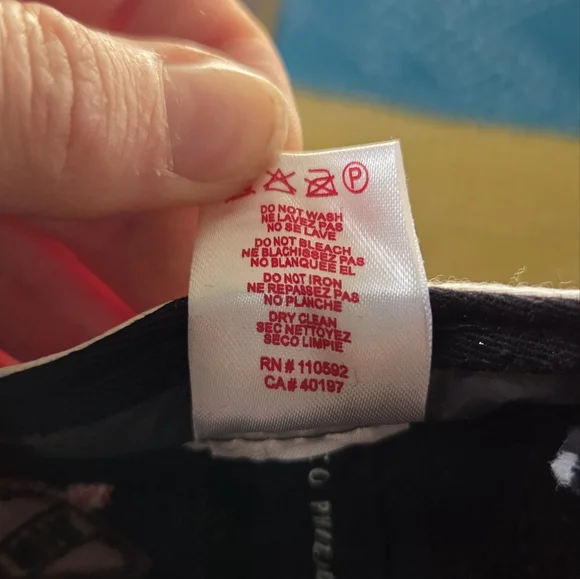 P
DO NOT WASH
NE LAVEZ PAS
NO SE LAVE
DO NOT BLEACH
NE BLACHISSEZ PAS
NO BLANQUEE EL
DO NOT IRON
NE REPASSEZ PAS
NO PLANCHE
DRY CLEAN
SEC NETTOYEZ
SECO LIMPIE
RN # 110592
CA# 40197